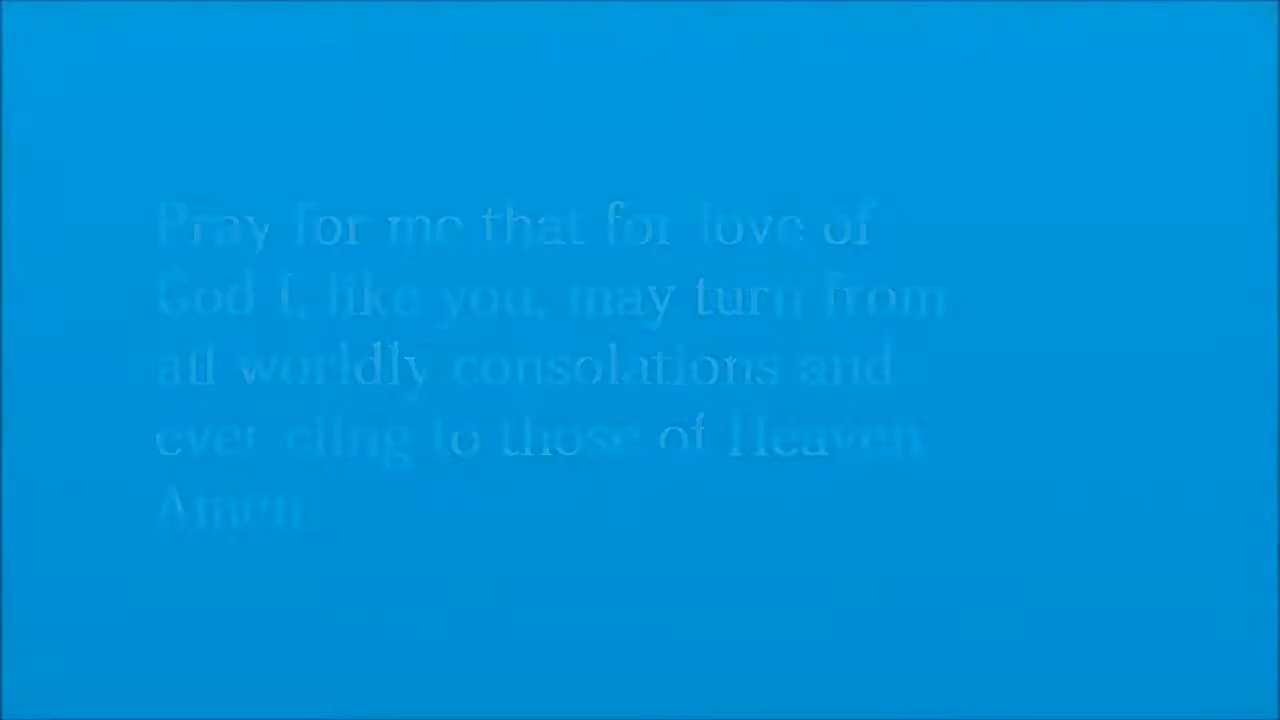 Pray for me that for love of
God I, like you, may turn from
all worldly consolations and
ever cling to those of Heaven
Amen.